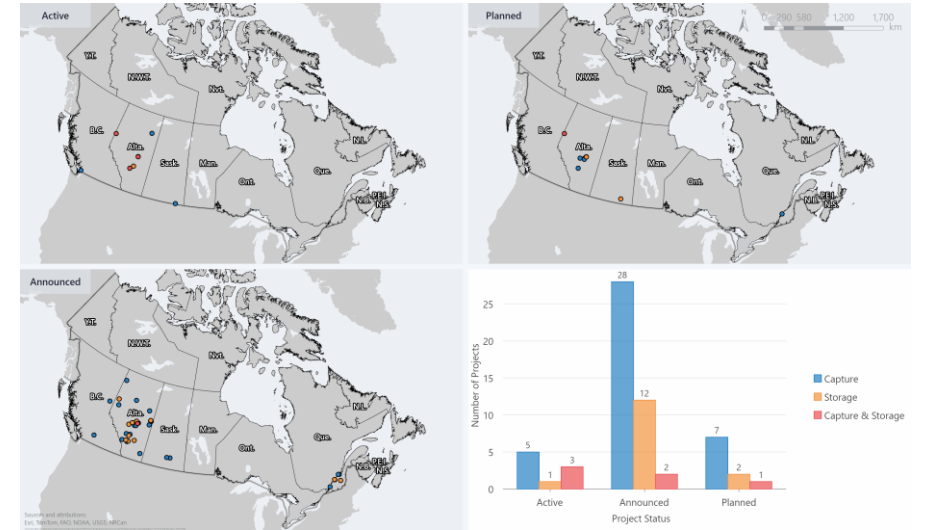 Active
Y.T.
N.W.T.
Nvt.
B.C.
Alta.
Sask.
Man.
Ont.
Que.
N.L.
N.B.
P.E.I.
N.S.
Planned
N
0 290 580 1,200 1,700
km
Y.T.
N.W.T.
Nvt.
B.C.
Alta.
Sask.
Man.
Ont.
Que.
N.L.
N.B.
P.E.I.
N.S.
Announced
Y.T.
N.W.T.
Nvt.
B.C.
Alta.
Sask.
Man.
Ont.
Que.
N.L.
N.B.
P.E.I.
N.S.
Sources and attributions:
Esri, TomTom, FAO, NOAA, USGS, NRCan
Number of Projects
25
20
15
10
5
0
5
1
3
28
12
2
7
2
1
Active
Announced
Planned
Project Status
Capture
Storage
Capture & Storage